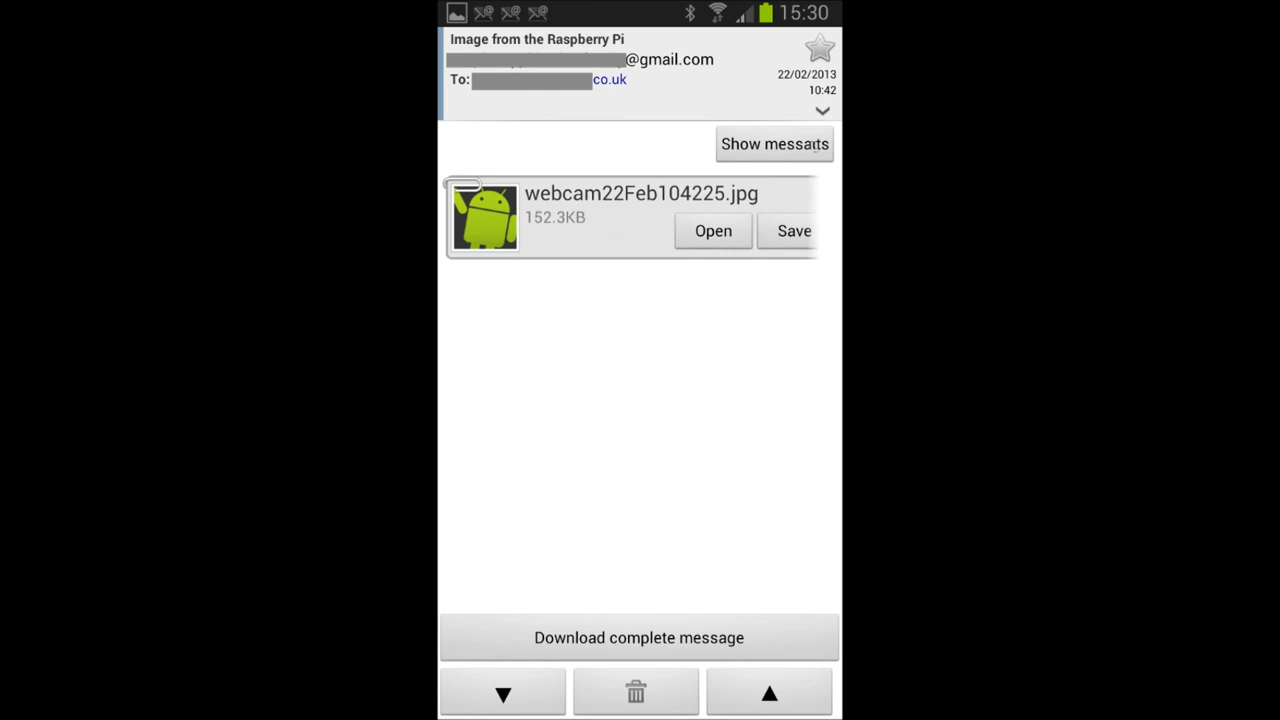 15:30
Image from the Raspberry Pi
@gmail.com
To: co.uk
22/02/2013
10:42
Show
webcam22Feb104225.jpg
152.3KB
Open Save
Download complete message